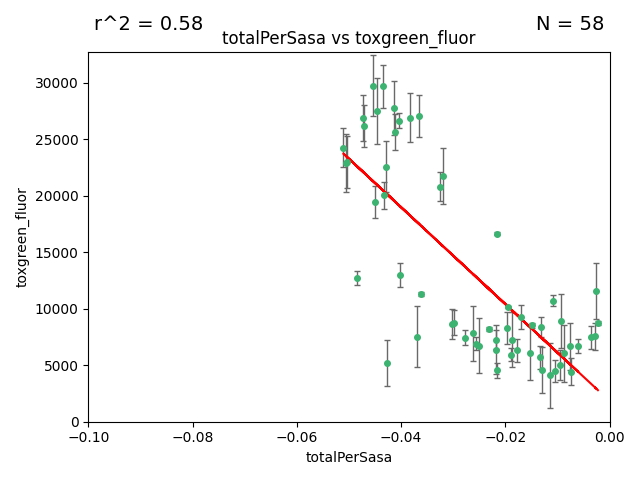 r^2 = 0.58
N = 58
totalPerSasa vs toxgreen_fluor
30000
25000
20000
15000
10000
5000
0
toxgreen_fluor
−0.10
−0.08
−0.06
−0.04
−0.02
0.00
totalPerSasa